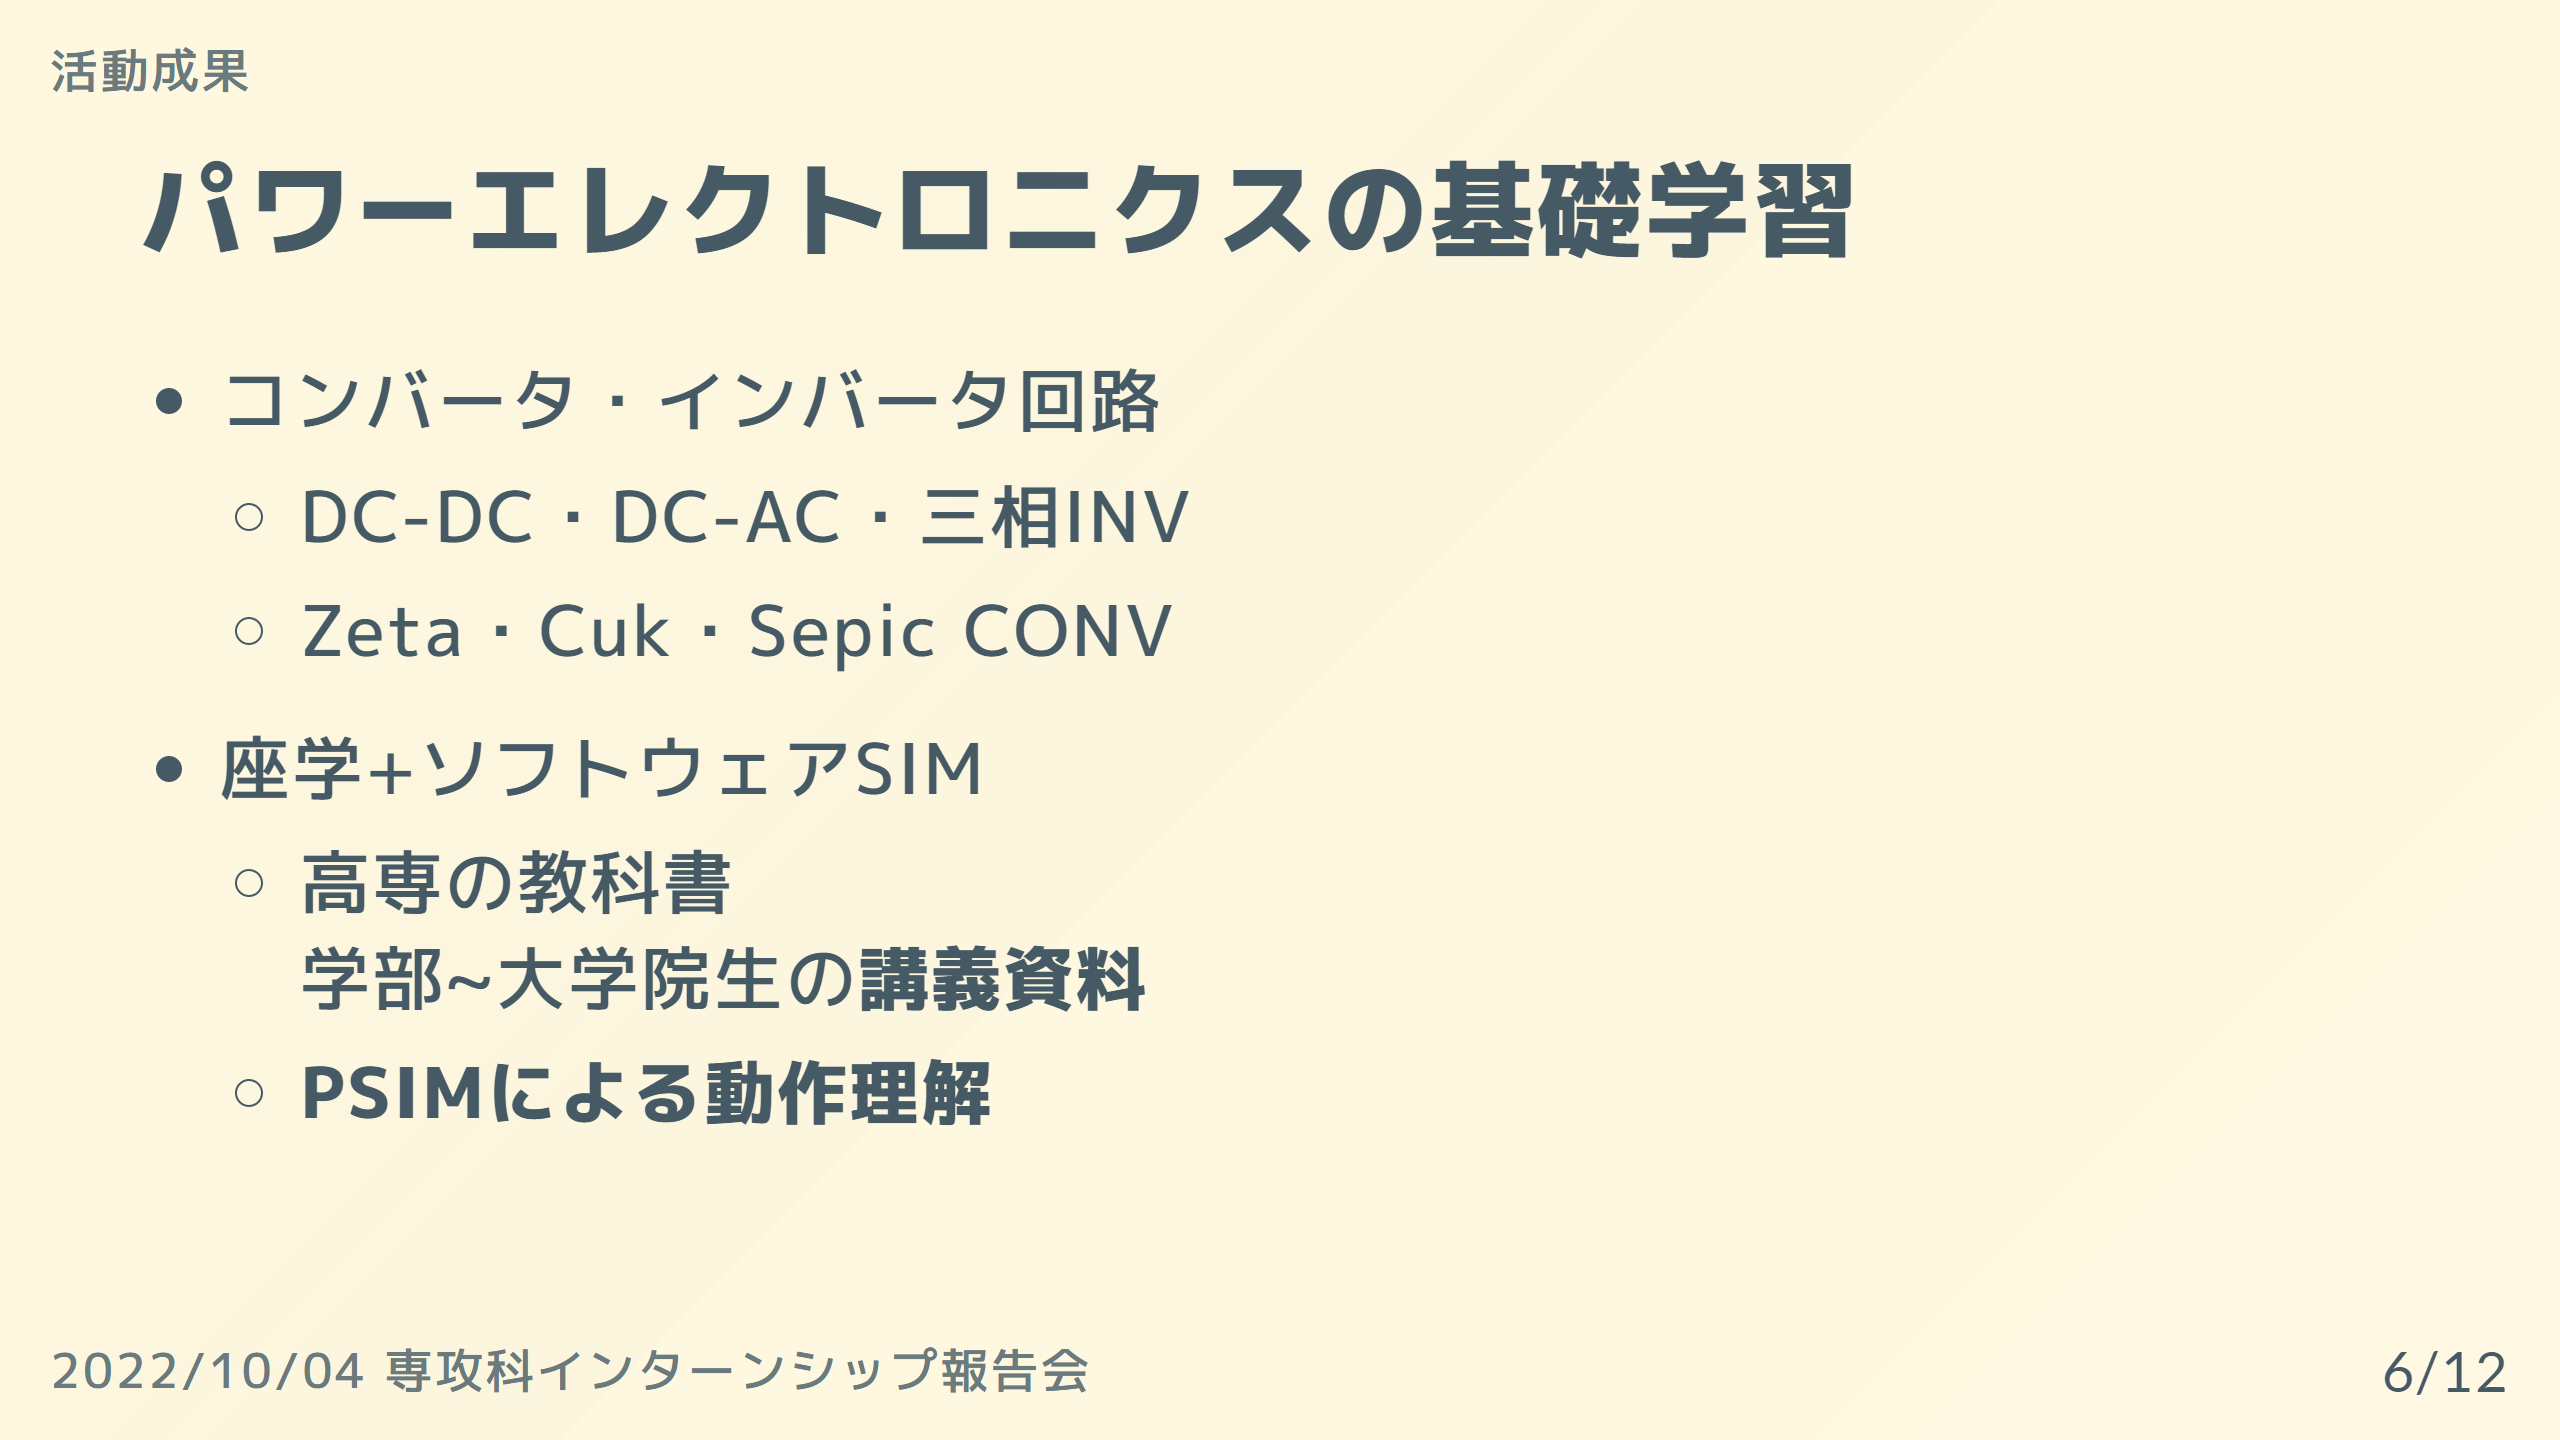 活動成果
パワーエレクトロニクスの基礎学習
• コンバータ・インバータ回路
○ DC-DC・DC-AC・三相INV
○ Zeta・Cuk・Sepic CONV
• 座学+ソフトウェアSIM
○ 高専の教科書
学部~大学院生の講義資料
○ PSIMによる動作理解
2022/10/04 専攻科インターンシップ報告会
6/12